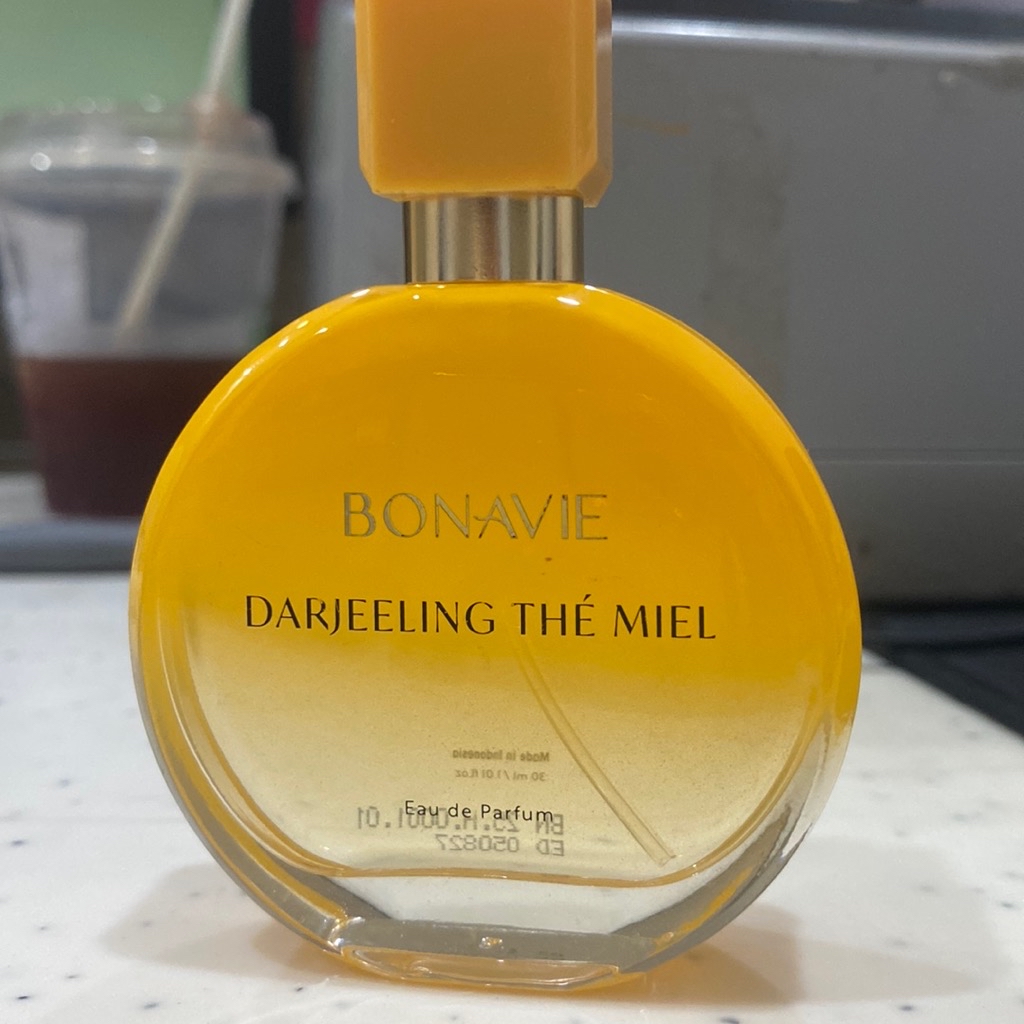 BONAVIE
DARJEELING THÉ MIEL
Made in Indonesia
30 ml / 1.01 fl.oz
Eau de Parfum
BN 25.H.0001.01
ED 050827